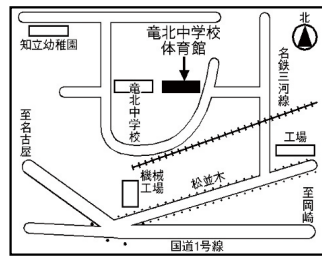 北
竜北中学校
体育館
知立幼稚園
名鉄三河線
竜北中学校
至名古屋
工場
機械
工場
松並木
至岡崎
国道1号線